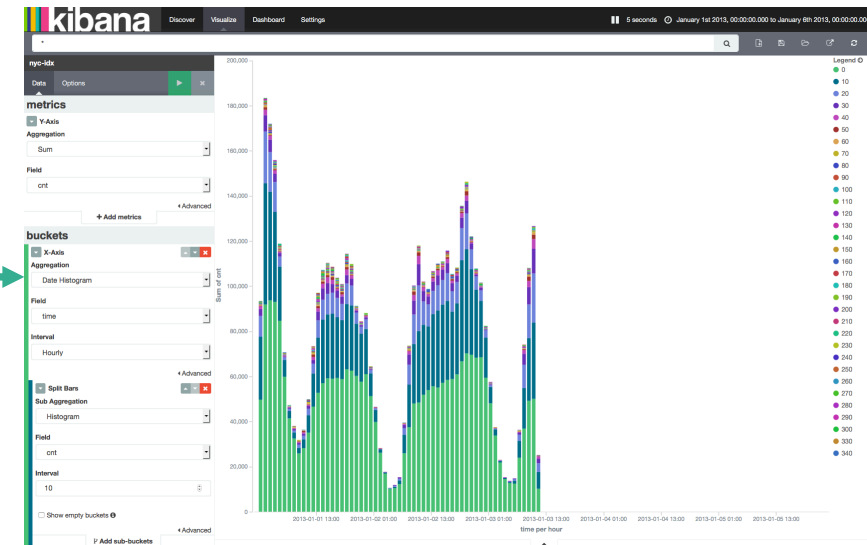 kibana
Discover
Visualize
Dashboard
Settings
5 seconds
January 1st 2013, 00:00:00.000 to January 6th 2013, 00:00:00.00
*
nyc-idx
Data
Options
metrics
Y-Axis
Aggregation
Sum
Field
cnt
Advanced
+ Add metrics
buckets
X-Axis
Aggregation
Date Histogram
Field
time
Interval
Hourly
Advanced
Split Bars
Sub Aggregation
Histogram
Field
cnt
Interval
10
Show empty buckets
Advanced
Add sub-buckets
Sum of cnt
200,000
180,000
160,000
140,000
120,000
100,000
80,000
60,000
40,000
20,000
0
2013-01-01 13:00
2013-01-02 01:00
2013-01-02 13:00
2013-01-03 01:00
2013-01-03 13:00
2013-01-04 01:00
2013-01-04 13:00
2013-01-05 01:00
2013-01-05 13:00
time per hour
Legend
0
10
20
30
40
50
60
70
80
90
100
110
120
130
140
150
160
170
180
190
200
210
220
230
240
250
260
270
280
290
300
330
340